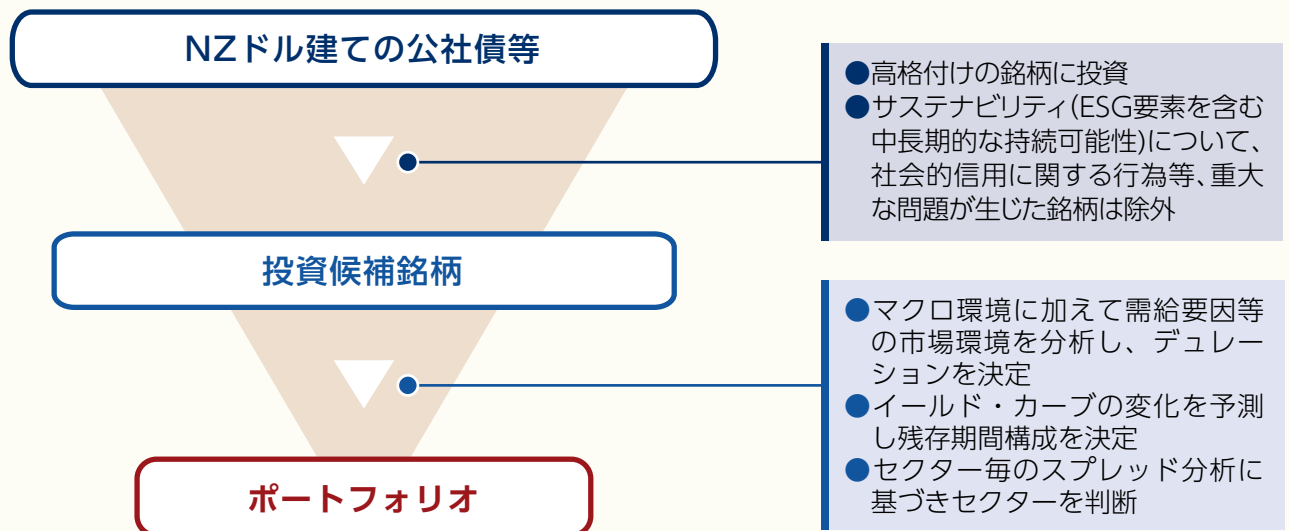 NZドル建ての公社債等
●高格付けの銘柄に投資
●サステナビリティ(ESG要素を含む
中長期的な持続可能性)について、
社会的信用に関する行為等、重大
な問題が生じた銘柄は除外
投資候補銘柄
●マクロ環境に加えて需給要因等
の市場環境を分析し、デュレー
ションを決定
●イールド・カーブの変化を予測
し残存期間構成を決定
●セクター毎のスプレッド分析に
基づきセクターを判断
ポートフォリオ